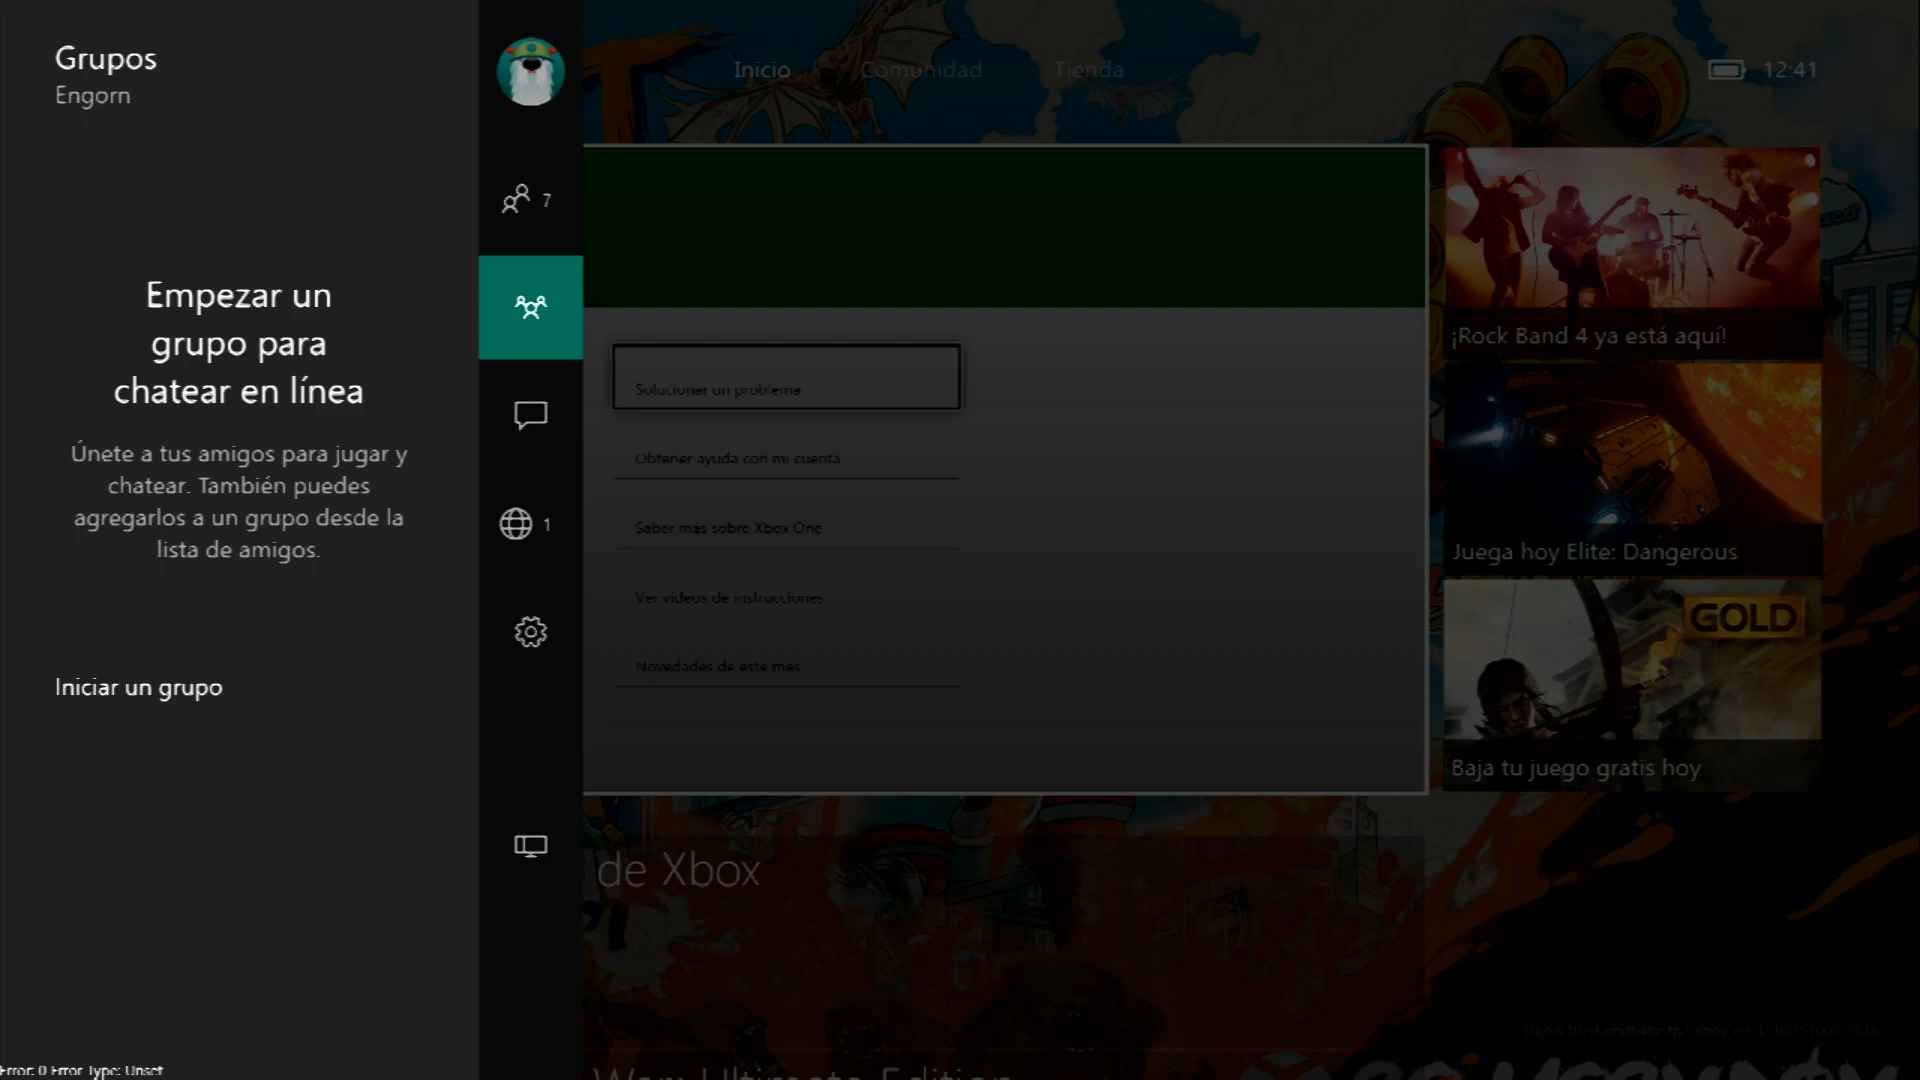 Grupos
Engorn
Empezar un
grupo para
chatear en línea
Únete a tus amigos para jugar y
chatear. También puedes
agregarlos a un grupo desde la
lista de amigos.
Iniciar un grupo
7
1
Inicio
Comunidad
Tienda
12:41
Solucionar un problema
Obtener ayuda con mi cuenta
Saber más sobre Xbox One
Ver videos de instrucciones
Novedades de este mes
¡Rock Band 4 ya está aquí!
Juega hoy Elite: Dangerous
GOLD
Baja tu juego gratis hoy
de Xbox
Ultimate Edition
Error: 0 Error Type: Unset